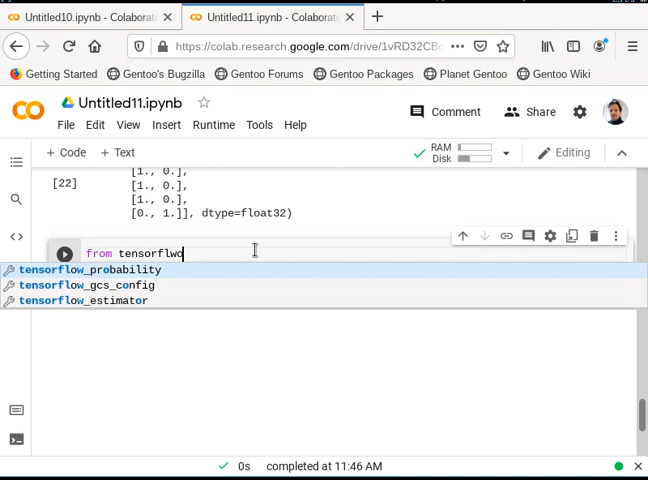 Untitled10.ipynb - Colaborato
Untitled11.ipynb - Colaborato
https://colab.research.google.com/drive/1vRD32CBc
Getting Started Gentoo's Bugzilla Gentoo Forums Gentoo Packages Planet Gentoo Gentoo Wiki
Untitled11.ipynb
Comment Share
File Edit View Insert Runtime Tools Help
+ Code + Text RAM Disk Editing
[1., 0.],
[22] [1., 0.],
[1., 0.],
[0., 1.]], dtype=float32)
from tensorflwo
tensorflow_probability
tensorflow_gcs_config
tensorflow_estimator
0s completed at 11:46 AM